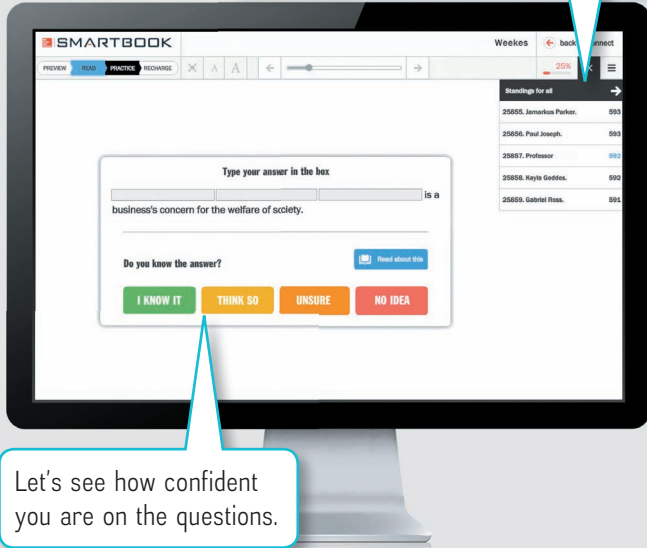 SMARTBOOK
Weekes
back
PREVIEW READ PRACTICE RECHARGE
A A
25%
Standings for all
25855. Jamarkus Parker. 593
25856. Paul Joseph. 593
25857. Professor 592
25858. Kayla Geddes. 592
25859. Gabriel Ross. 591
Type your answer in the box
is a
business's concern for the welfare of society.
Do you know the answer?
Read about this
I KNOW IT THINK SO UNSURE NO IDEA
Let's see how confident
you are on the questions.